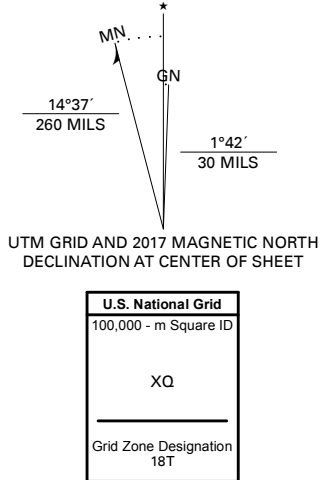 ★
MN
GN
14°37´
260 MILS
1°42´
30 MILS
UTM GRID AND 2017 MAGNETIC NORTH
DECLINATION AT CENTER OF SHEET
U.S. National Grid
100,000 - m Square ID
XQ
Grid Zone Designation
18T